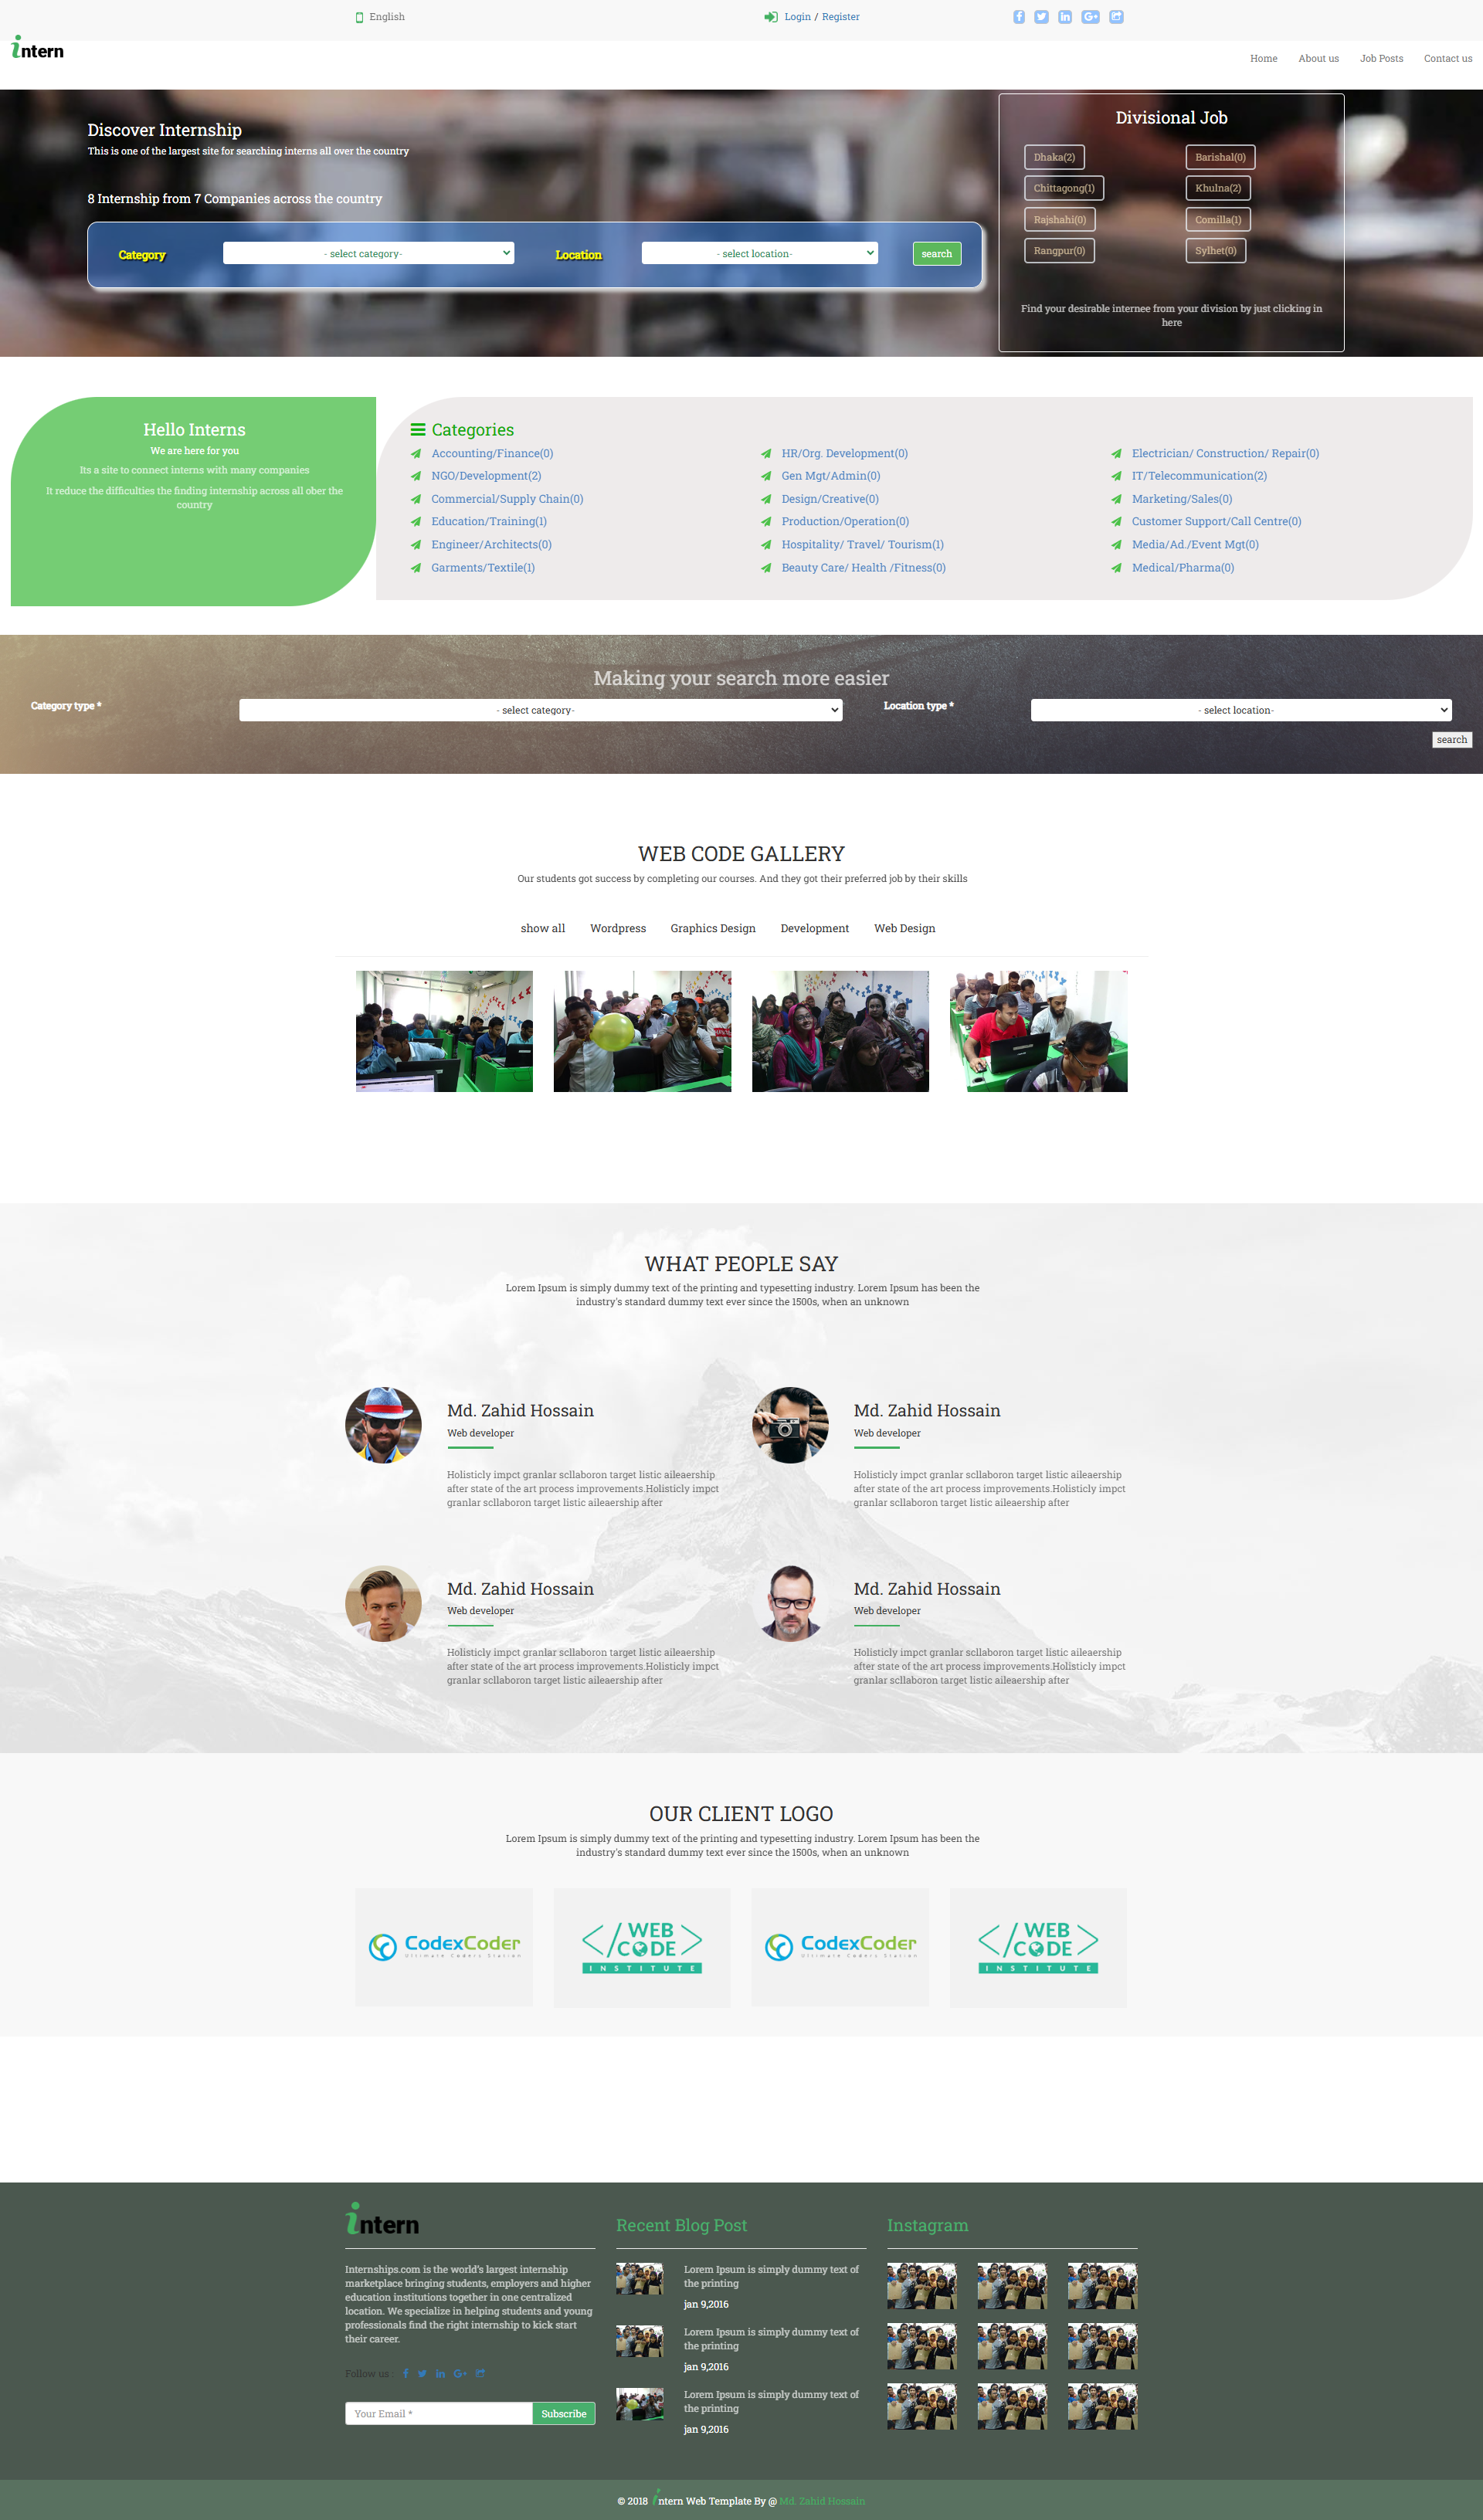 English
Login / Register
intern
Home
About us
Job Posts
Contact us
Discover Internship
This is one of the largest site for searching interns all over the country
8 Internship from 7 Companies across the country
Category
- select category-
Location
- select location-
search
Divisional Job
Dhaka(2)
Barishal(0)
Chittagong(1)
Khulna(2)
Rajshahi(0)
Comilla(1)
Rangpur(0)
Sylhet(0)
Find your desirable internee from your division by just clicking in
here
Hello Interns
We are here for you
Its a site to connect interns with many companies
It reduce the difficulties the finding internship across all ober the
country
Categories
Accounting/Finance(0)
HR/Org. Development(0)
Electrician/ Construction/ Repair(0)
NGO/Development(2)
Gen Mgt/Admin(0)
IT/Telecommunication(2)
Commercial/Supply Chain(0)
Design/Creative(0)
Marketing/Sales(0)
Education/Training(1)
Production/Operation(0)
Customer Support/Call Centre(0)
Engineer/Architects(0)
Hospitality/ Travel/ Tourism(1)
Media/Ad./Event Mgt(0)
Garments/Textile(1)
Beauty Care/ Health /Fitness(0)
Medical/Pharma(0)
Making your search more easier
Category type *
- select category-
Location type *
- select location-
search
WEB CODE GALLERY
Our students got success by completing our courses. And they got their preferred job by their skills
show all
Wordpress
Graphics Design
Development
Web Design
WHAT PEOPLE SAY
Lorem Ipsum is simply dummy text of the printing and typesetting industry. Lorem Ipsum has been the
industry's standard dummy text ever since the 1500s, when an unknown
Md. Zahid Hossain
Web developer
Holisticly impct granlar scllaboron target listic aileaership
after state of the art process improvements.Holisticly impct
granlar scllaboron target listic aileaership after
Md. Zahid Hossain
Web developer
Holisticly impct granlar scllaboron target listic aileaership
after state of the art process improvements.Holisticly impct
granlar scllaboron target listic aileaership after
Md. Zahid Hossain
Web developer
Holisticly impct granlar scllaboron target listic aileaership
after state of the art process improvements.Holisticly impct
granlar scllaboron target listic aileaership after
Md. Zahid Hossain
Web developer
Holisticly impct granlar scllaboron target listic aileaership
after state of the art process improvements.Holisticly impct
granlar scllaboron target listic aileaership after
OUR CLIENT LOGO
Lorem Ipsum is simply dummy text of the printing and typesetting industry. Lorem Ipsum has been the
industry's standard dummy text ever since the 1500s, when an unknown
CodexCoder
Ultimate Coders Station
</ WEB CODE >
INSTITUTE
CodexCoder
Ultimate Coders Station
</ WEB CODE >
INSTITUTE
intern
Internships.com is the world's largest internship
marketplace bringing students, employers and higher
education institutions together in one centralized
location. We specialize in helping students and young
professionals find the right internship to kick start
their career.
Follow us :
Your Email *
Subscribe
Recent Blog Post
Lorem Ipsum is simply dummy text of
the printing
jan 9,2016
Lorem Ipsum is simply dummy text of
the printing
jan 9,2016
Lorem Ipsum is simply dummy text of
the printing
jan 9,2016
Instagram
© 2018 intern Web Template By @ Md. Zahid Hossain